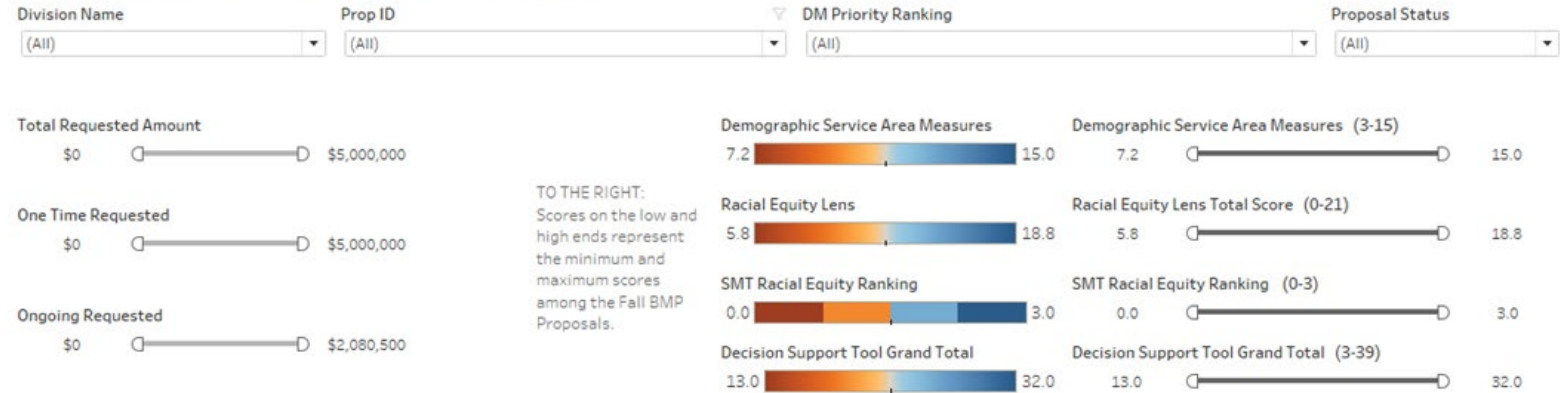 Division Name
Prop ID
DM Priority Ranking
Proposal Status
(All)
(All)
(All)
(All)
Total Requested Amount
$0
$5,000,000
One Time Requested
$0
$5,000,000
Ongoing Requested
$0
$2,080,500
TO THE RIGHT:
Scores on the low and
high ends represent
the minimum and
maximum scores
among the Fall BMP
Proposals.
Demographic Service Area Measures
7.2
15.0
Racial Equity Lens
5.8
18.8
SMT Racial Equity Ranking
0.0
3.0
Decision Support Tool Grand Total
13.0
32.0
Demographic Service Area Measures (3-15)
7.2
15.0
Racial Equity Lens Total Score (0-21)
5.8
18.8
SMT Racial Equity Ranking (0-3)
0.0
3.0
Decision Support Tool Grand Total (3-39)
13.0
32.0